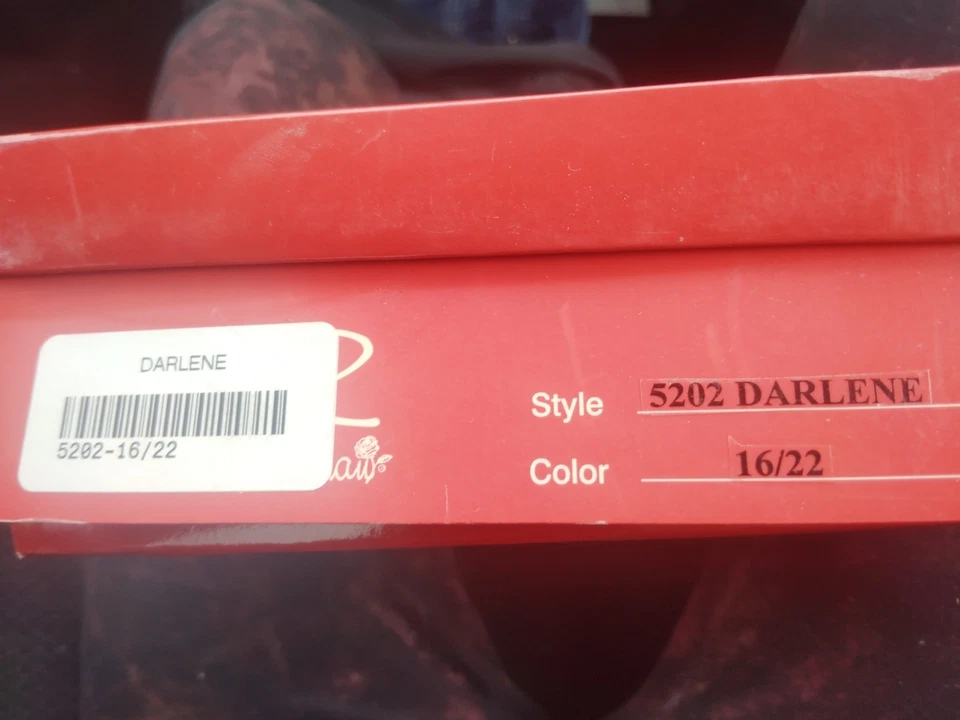 DARLENE
5202-16/22
Style 5202 DARLENE
Color 16/22